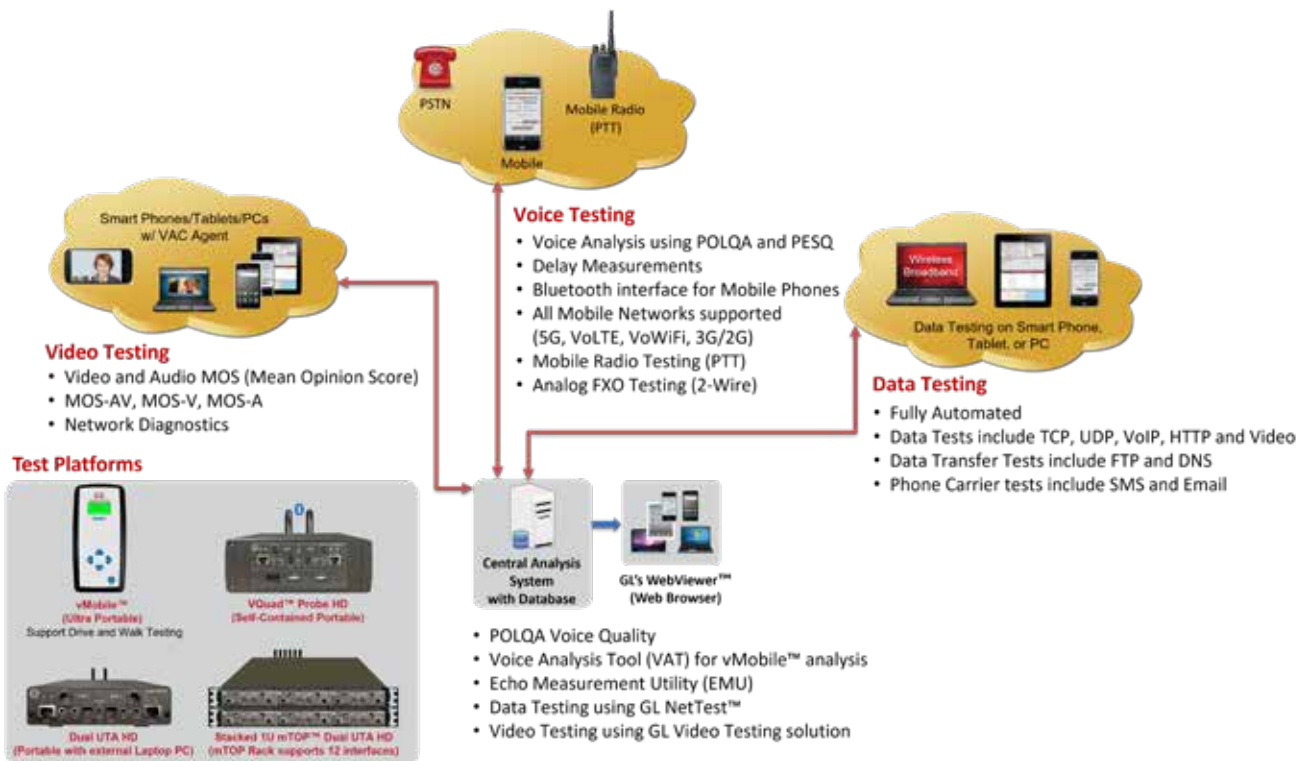 PSTN
Mobile Radio
(PTT)
Mobile
Smart Phones/Tablets/PCs
w/ VAC Agent
Voice Testing
• Voice Analysis using POLQA and PESQ
• Delay Measurements
• Bluetooth interface for Mobile Phones
• All Mobile Networks supported
(5G, VoLTE, VoWiFi, 3G/2G)
• Mobile Radio Testing (PTT)
• Analog FXO Testing (2-Wire)
Wireless
Broadband
Data Testing on Smart Phone,
Tablet, or PC
Video Testing
• Video and Audio MOS (Mean Opinion Score)
• MOS-AV, MOS-V, MOS-A
• Network Diagnostics
Data Testing
• Fully Automated
• Data Tests include TCP, UDP, VoIP, HTTP and Video
• Data Transfer Tests include FTP and DNS
• Phone Carrier tests include SMS and Email
Test Platforms
vMobile™
(Ultra Portable)
Support Drive and Walk Testing
VQuad™ Probe HD
(Self-Contained Portable)
Dual UTA HD
(Portable with external Laptop PC)
Stacked 1U mTOP™ Dual UTA HD
(mTOP Rack supports 12 interfaces)
Central Analysis
System
with Database
GL's WebViewer™
(Web Browser)
• POLQA Voice Quality
• Voice Analysis Tool (VAT) for vMobile™ analysis
• Echo Measurement Utility (EMU)
• Data Testing using GL NetTest™
• Video Testing using GL Video Testing solution